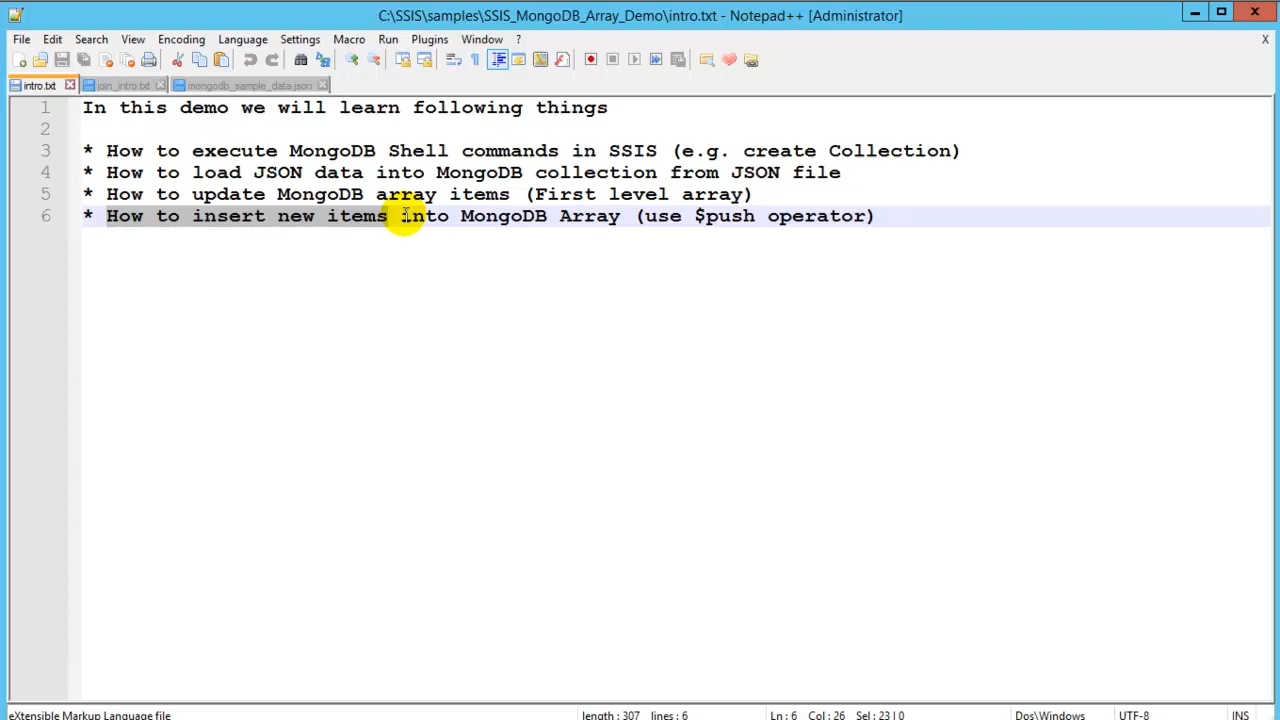 C:\SSIS\samples\SSIS_MongoDB_Array_Demo\intro.txt - Notepad++ [Administrator]
File Edit Search View Encoding Language Settings Macro Run Plugins Window ? X
intro.txt join_intro.txt mongodb_sample_data.json
1 In this demo we will learn following things
2
3 * How to execute MongoDB Shell commands in SSIS (e.g. create Collection)
4 * How to load JSON data into MongoDB collection from JSON file
5 * How to update MongoDB array items (First level array)
6 * How to insert new items into MongoDB Array (use $push operator)
eXtensible Markup Language file length : 307 lines : 6 Ln : 6 Col : 26 Sel : 23 | 0 Dos\Windows UTF-8 INS